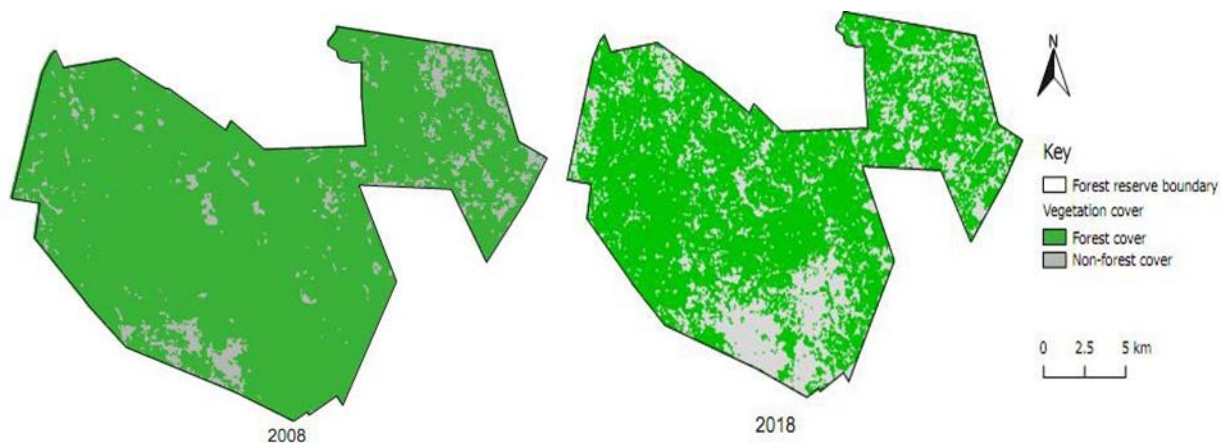 N
Key
Forest reserve boundary
Vegetation cover
Forest cover
Non-forest cover
0 2.5 5 km
2008
2018